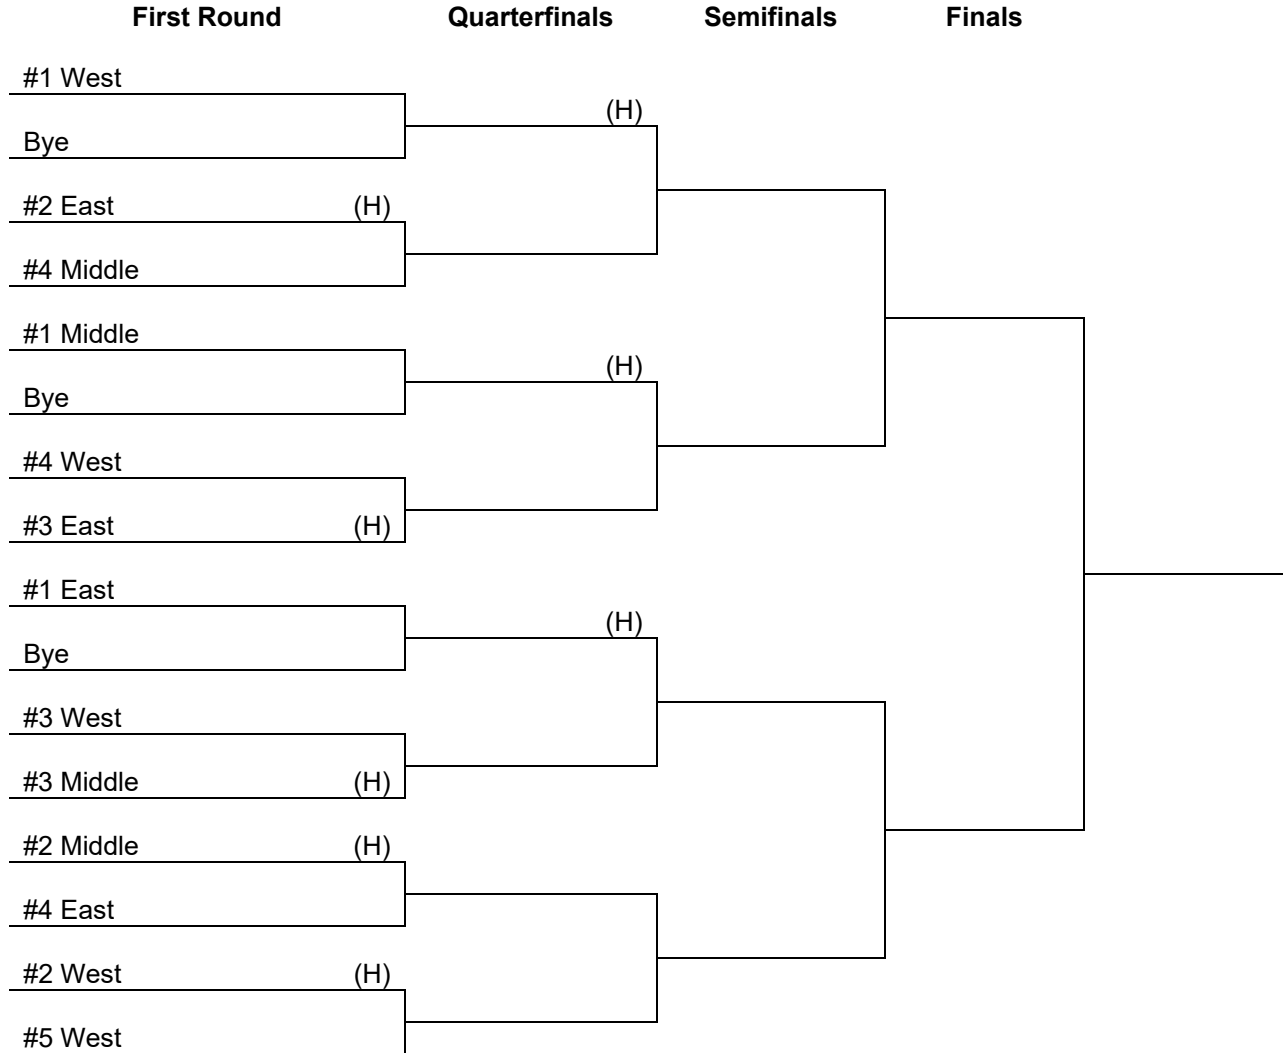 First Round Quarterfinals Semifinals Finals
#1 West
(H)
Bye
#2 East (H)
#4 Middle
#1 Middle
(H)
Bye
#4 West
#3 East (H)
#1 East
(H)
Bye
#3 West
#3 Middle (H)
#2 Middle (H)
#4 East
#2 West (H)
#5 West